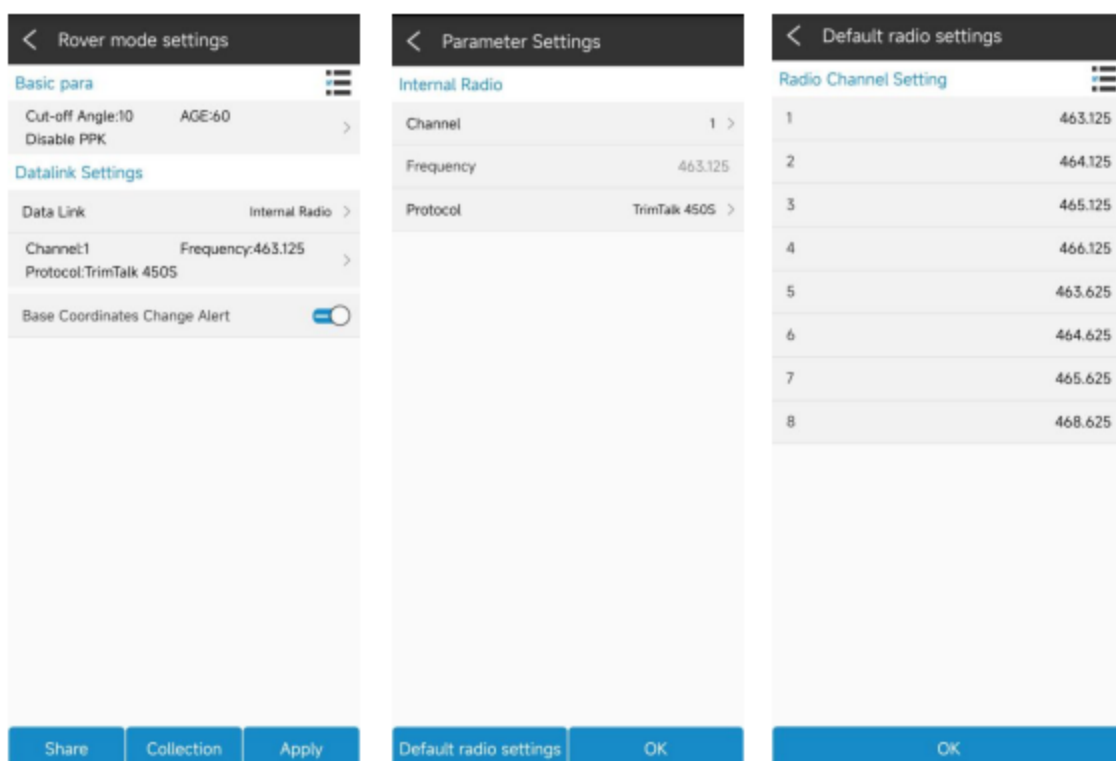 Rover mode settings
Basic para
Cut-off Angle:10 AGE:60
Disable PPK
Datalink Settings
Data Link Internal Radio
Channel:1 Frequency:463.125
Protocol:TrimTalk 450S
Base Coordinates Change Alert
Share Collection Apply
Parameter Settings
Internal Radio
Channel 1
Frequency 463.125
Protocol TrimTalk 450S
Default radio settings OK
Default radio settings
Radio Channel Setting
1 463.125
2 464.125
3 465.125
4 466.125
5 463.625
6 464.625
7 465.625
8 468.625
OK